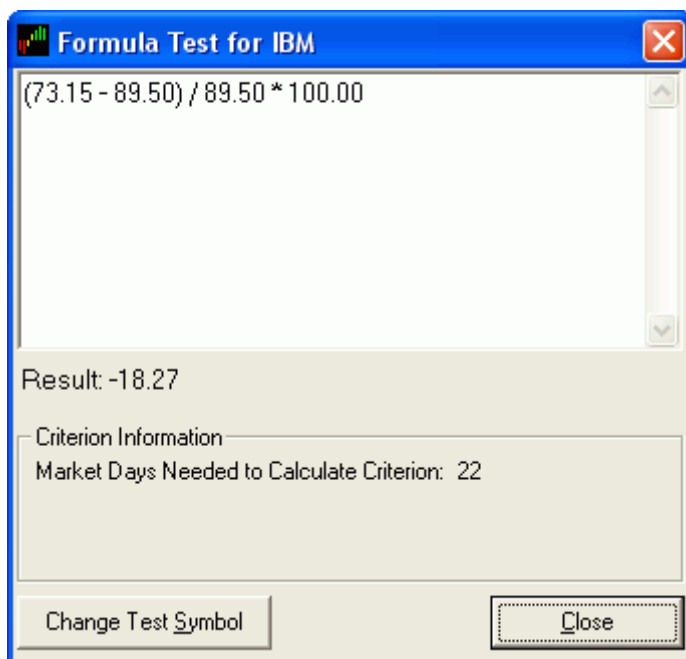 Formula Test for IBM
(73.15 - 89.50) / 89.50 * 100.00
Result: -18.27
Criterion Information
Market Days Needed to Calculate Criterion: 22
Change Test Symbol
Close